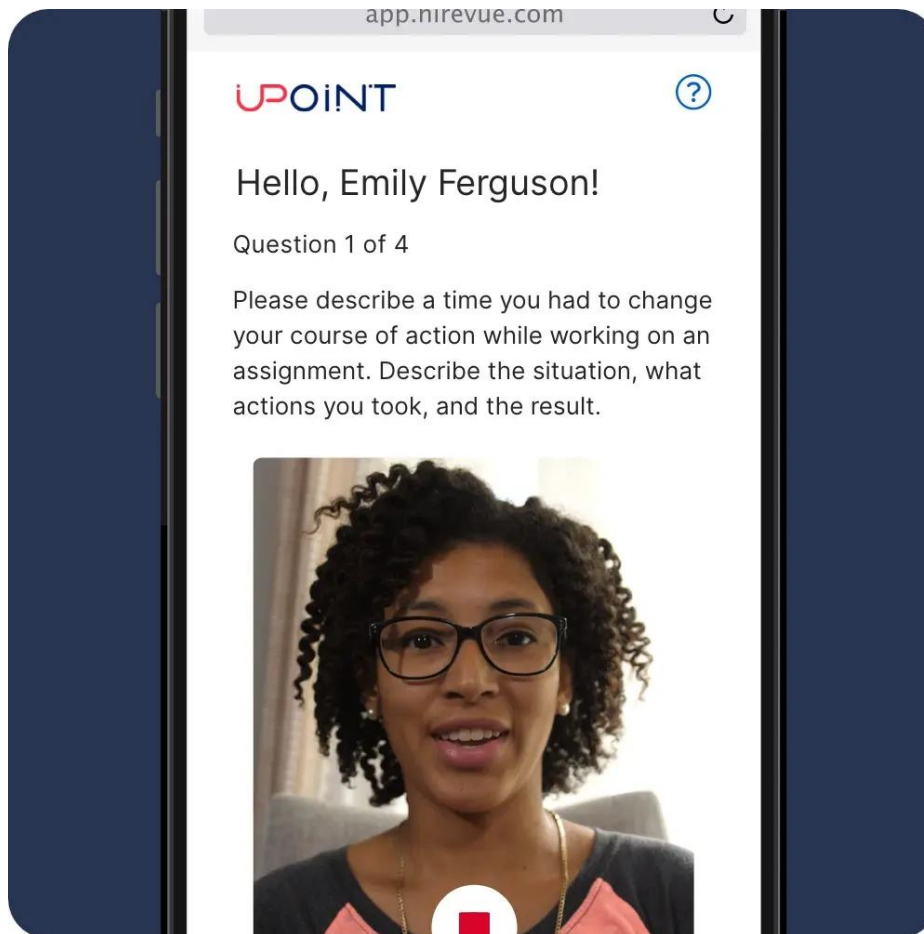 app.hirevue.com
UPOINT
?
Hello, Emily Ferguson!
Question 1 of 4
Please describe a time you had to change
your course of action while working on an
assignment. Describe the situation, what
actions you took, and the result.